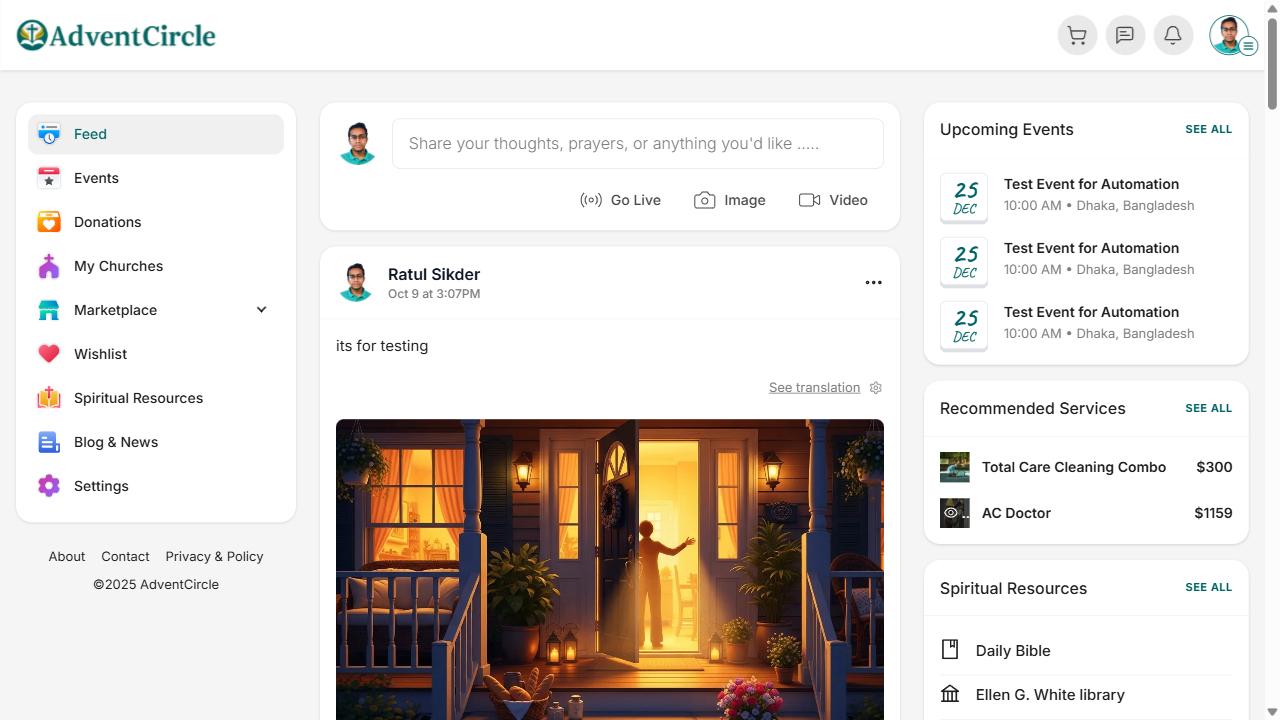 AdventCircle
Feed
Events
Donations
My Churches
Marketplace
Wishlist
Spiritual Resources
Blog & News
Settings
About Contact Privacy & Policy
©2025 AdventCircle
Share your thoughts, prayers, or anything you'd like .....
Go Live Image Video
Ratul Sikder
Oct 9 at 3:07PM
its for testing
See translation
Upcoming Events SEE ALL
25 DEC
Test Event for Automation
10:00 AM • Dhaka, Bangladesh
25 DEC
Test Event for Automation
10:00 AM • Dhaka, Bangladesh
25 DEC
Test Event for Automation
10:00 AM • Dhaka, Bangladesh
Recommended Services SEE ALL
Total Care Cleaning Combo $300
AC Doctor $1159
Spiritual Resources SEE ALL
Daily Bible
Ellen G. White library